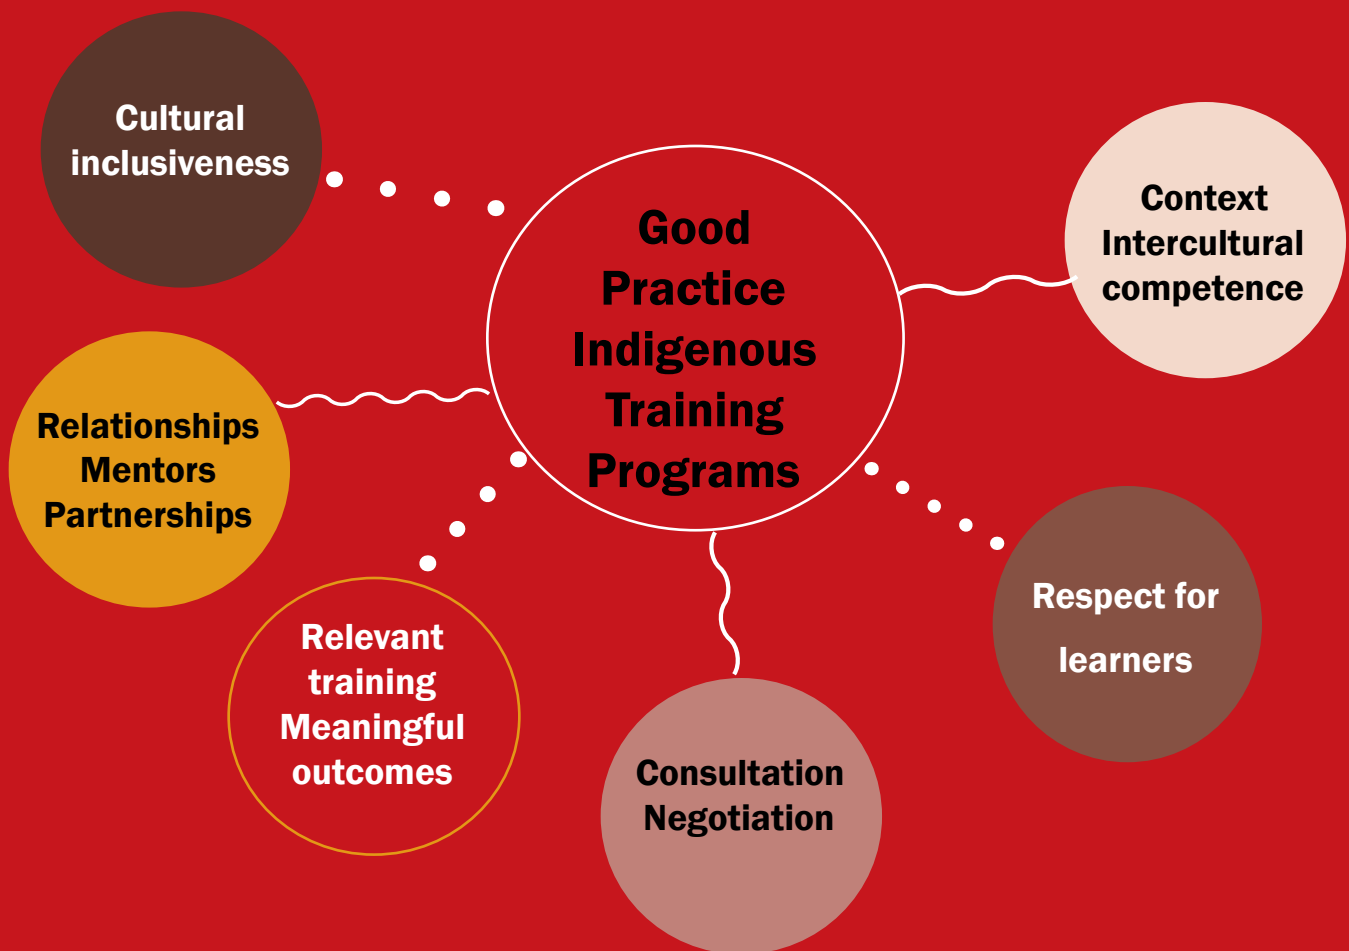 Cultural
inclusiveness
Good
Practice
Indigenous
Training
Programs
Context
Intercultural
competence
Relationships
Mentors
Partnerships
Relevant
training
Meaningful
outcomes
Consultation
Negotiation
Respect for
learners